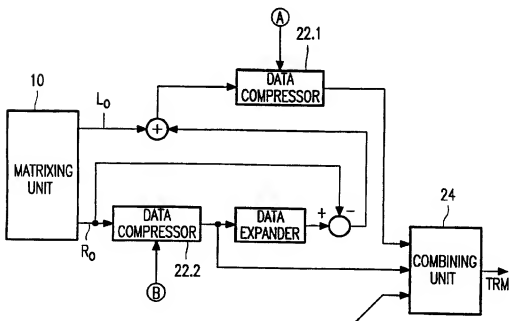 A
22.1
10
L0
DATA
COMPRESSOR
+
MATRIXING
UNIT
DATA
COMPRESSOR
DATA
EXPANDER
+
−
24
R0
22.2
COMBINING
UNIT
TRM
B